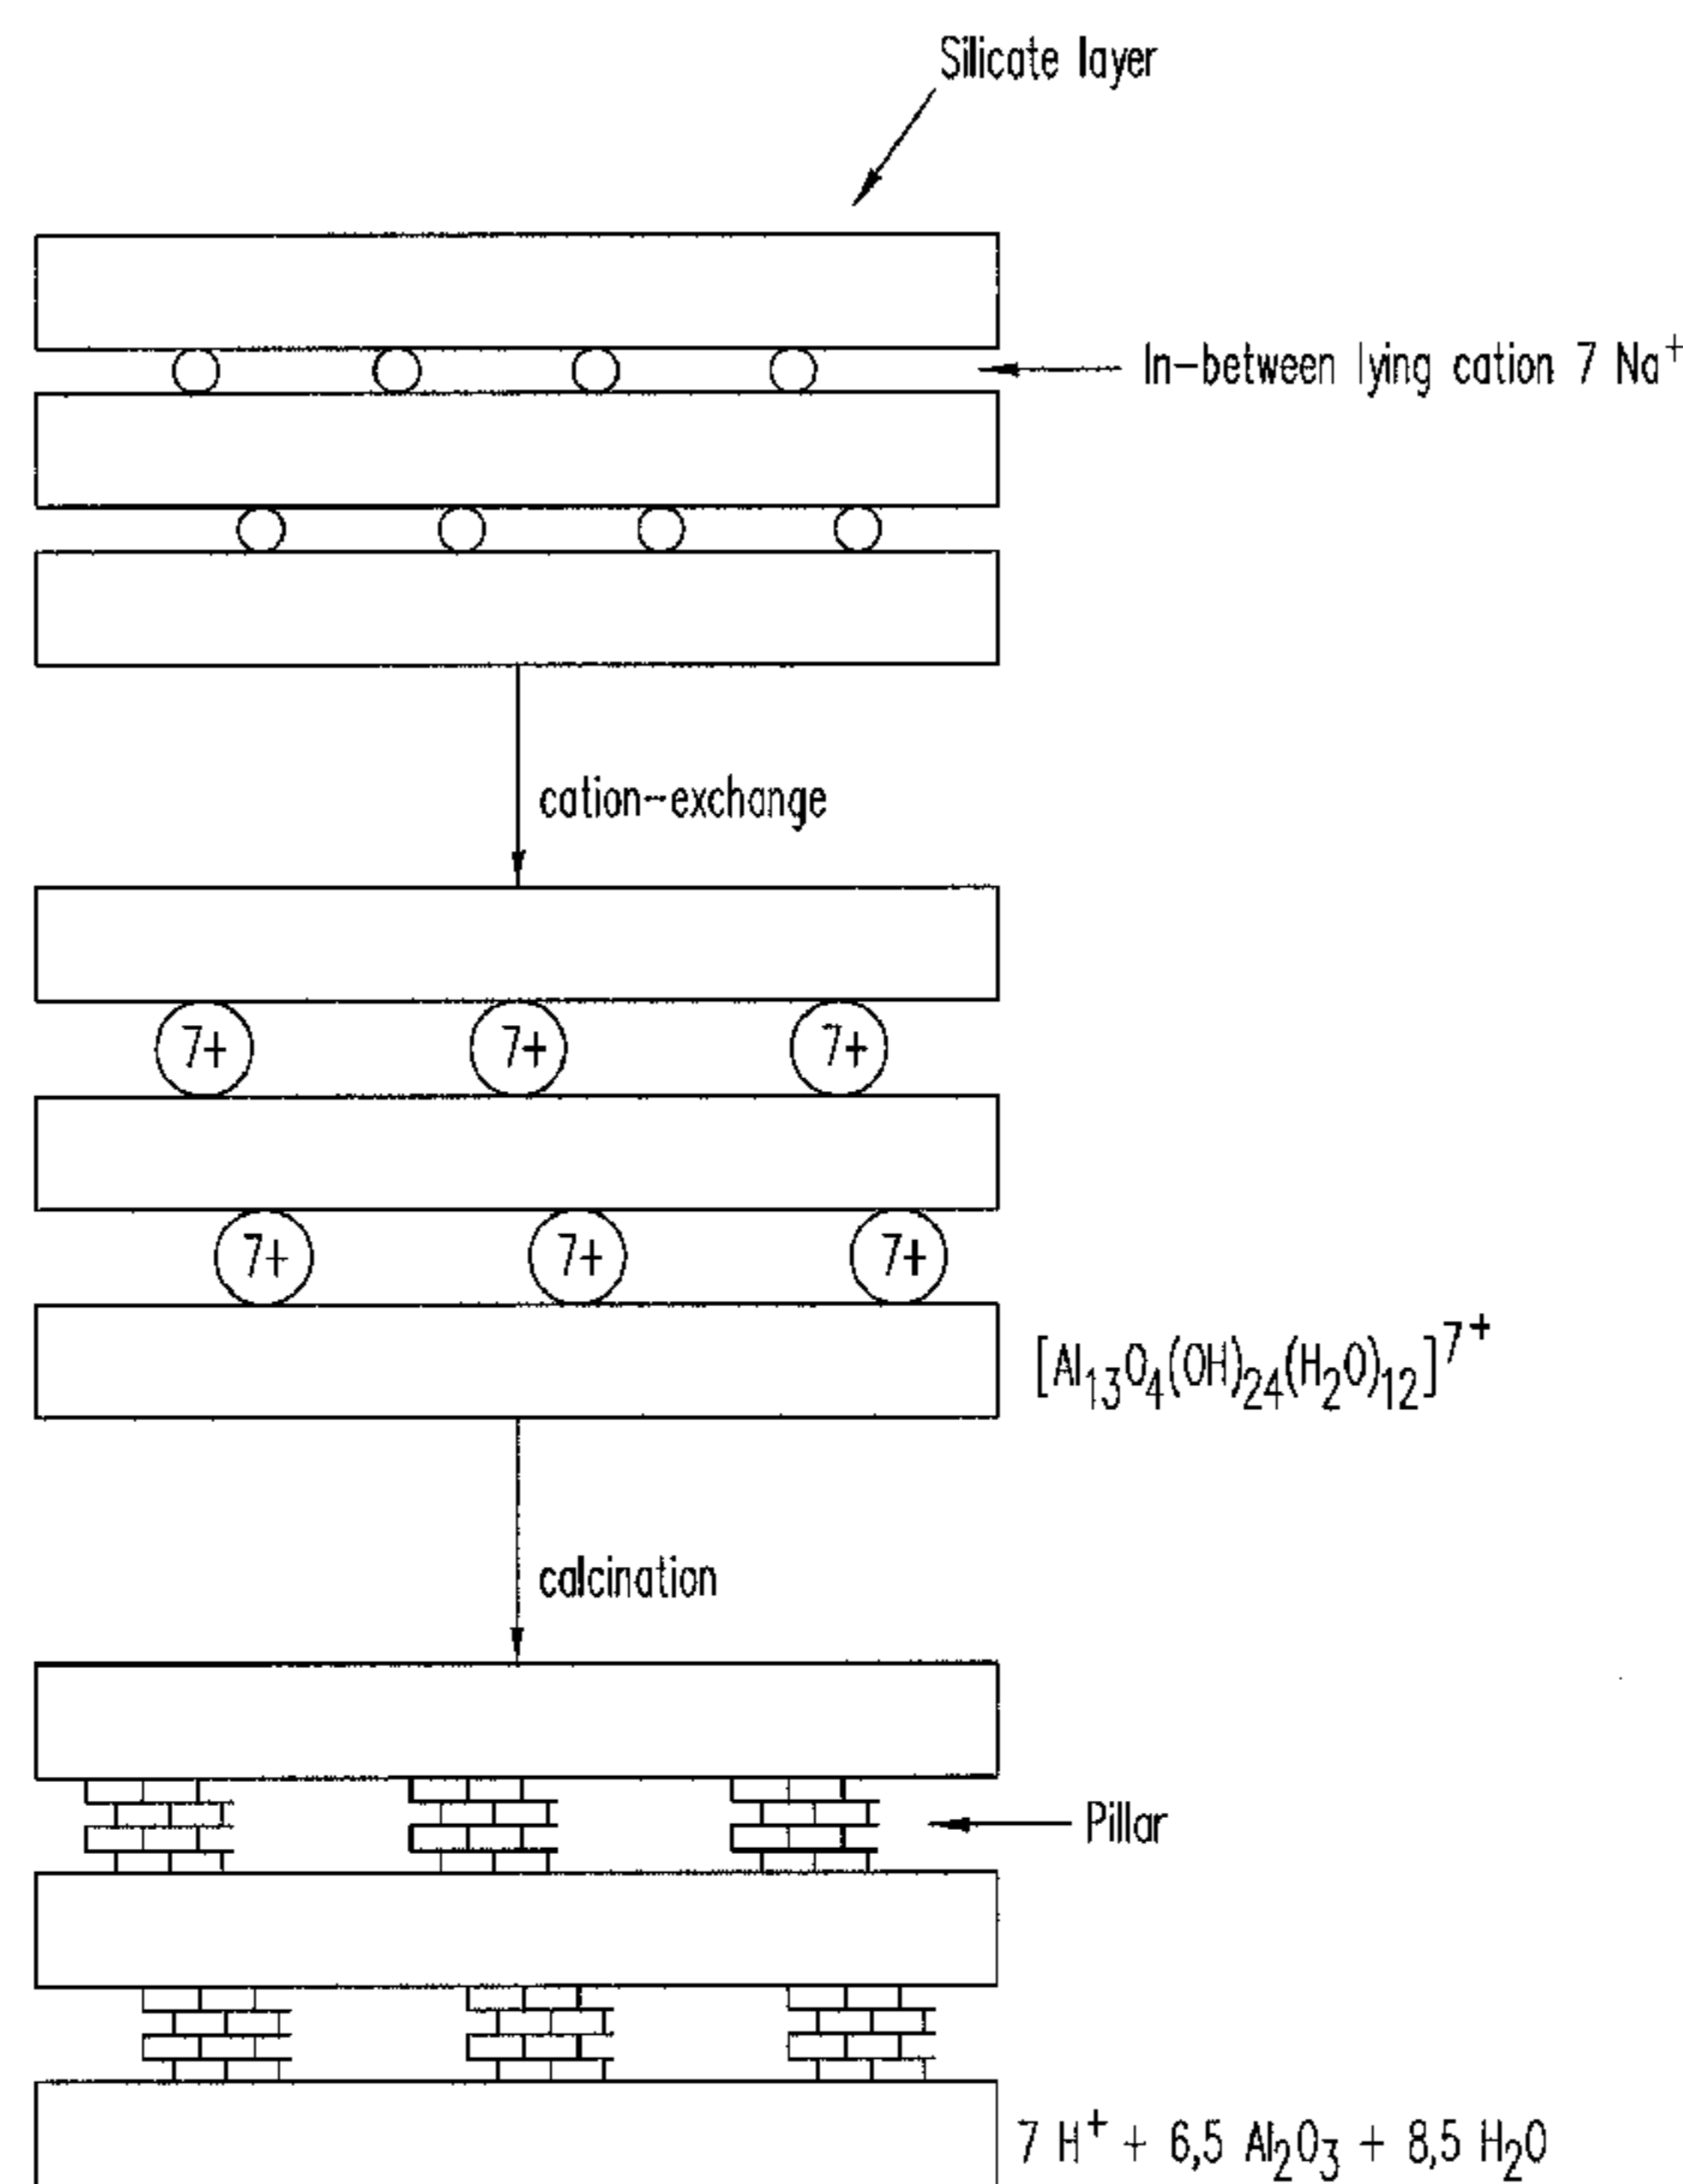 Silicate layer
In-between lying cation 7 Na⁺
cation-exchange
7+ 7+ 7+
7+ 7+ 7+
[Al₁₃O₄(OH)₂₄(H₂O)₁₂]⁷⁺
calcination
Pillar
7 H⁺ + 6,5 Al₂O₃ + 8,5 H₂O